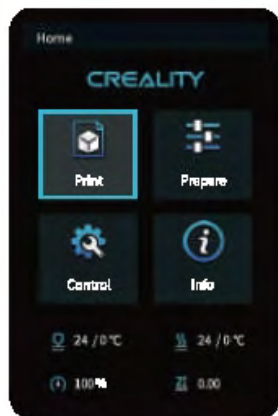 Home
CREALITY
Print Prepare
Control Info
24 / 0 °C 24 / 0 °C
100% 0.00